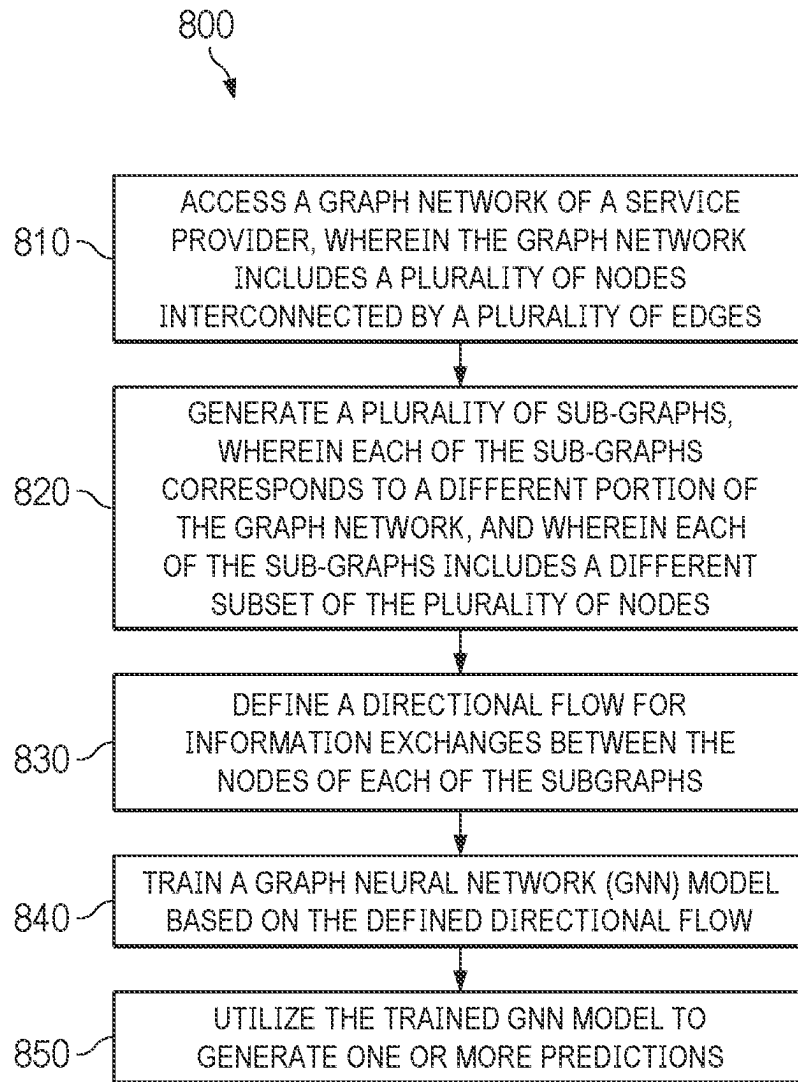 800
810
ACCESS A GRAPH NETWORK OF A SERVICE
PROVIDER, WHEREIN THE GRAPH NETWORK
INCLUDES A PLURALITY OF NODES
INTERCONNECTED BY A PLURALITY OF EDGES
820
GENERATE A PLURALITY OF SUB-GRAPHS,
WHEREIN EACH OF THE SUB-GRAPHS
CORRESPONDS TO A DIFFERENT PORTION OF
THE GRAPH NETWORK, AND WHEREIN EACH
OF THE SUB-GRAPHS INCLUDES A DIFFERENT
SUBSET OF THE PLURALITY OF NODES
830
DEFINE A DIRECTIONAL FLOW FOR
INFORMATION EXCHANGES BETWEEN THE
NODES OF EACH OF THE SUBGRAPHS
840
TRAIN A GRAPH NEURAL NETWORK (GNN) MODEL
BASED ON THE DEFINED DIRECTIONAL FLOW
850
UTILIZE THE TRAINED GNN MODEL TO
GENERATE ONE OR MORE PREDICTIONS